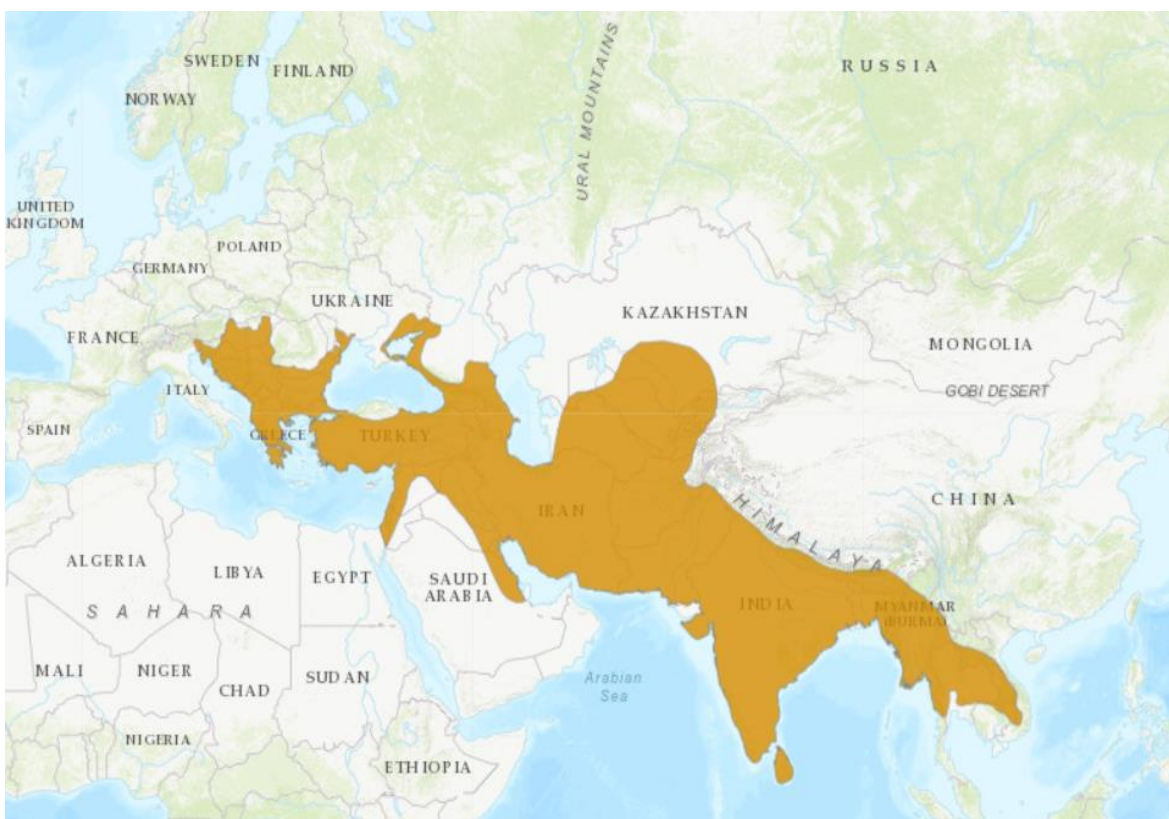 SWEDEN
FINLAND
NORWAY
RUSSIA
URAL MOUNTAINS
UNITED
KINGDOM
POLAND
GERMANY
UKRAINE
KAZAKHSTAN
FRANCE
MONGOLIA
ITALY
GOBI DESERT
SPAIN
GREECE
TURKEY
CHINA
IRAN
HIMALAYA
ALGERIA
LIBYA
EGYPT
SAUDI
ARABIA
INDIA
MYANMAR
(BURMA)
SAHARA
MALI
NIGER
CHAD
SUDAN
Arabian
Sea
NIGERIA
ETHIOPIA